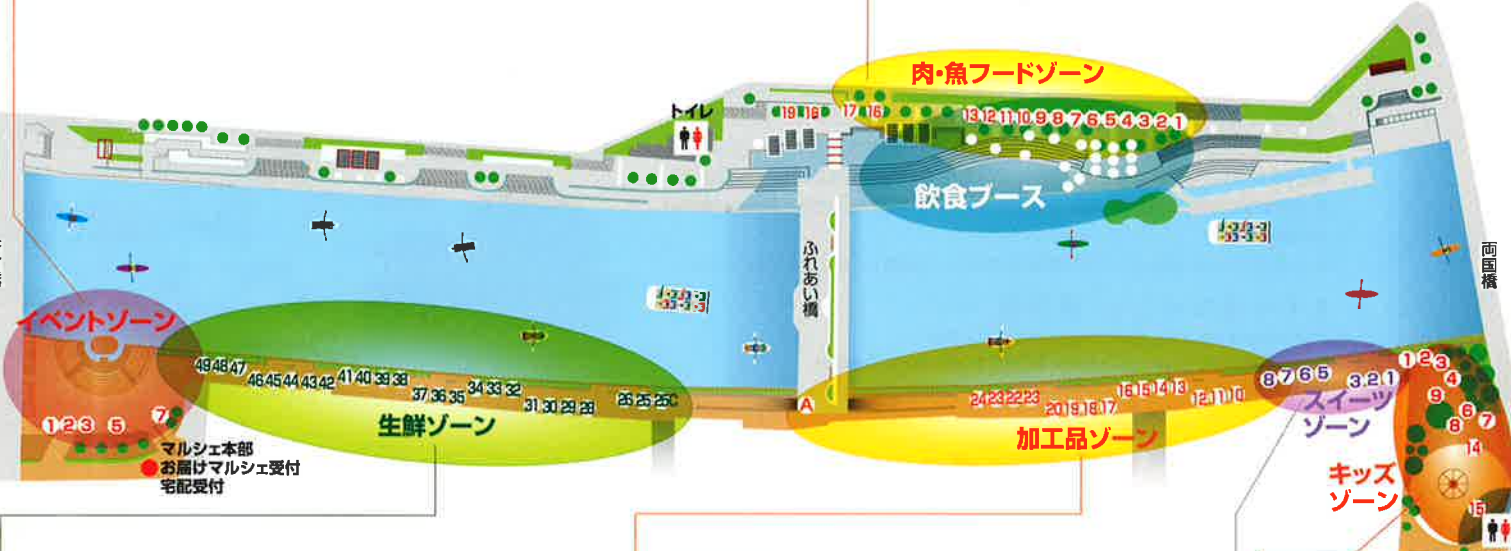 肉・魚フードゾーン
トイレ
19 18 17 16 13 12 11 10 9 8 7 6 5 4 3 2 1
飲食ブース
ふれあい橋
両国橋
イベントゾーン
49 48 47
46 45 44 43 42
41 40 39 38
37 36 35
34 33 32
31 30 29 28
26 25 25C
生鮮ゾーン
1 2 3 5 7
マルシェ本部
お届けマルシェ受付
宅配受付
A
24 23 22 23
20 19 18 17
16 15 14 13
12 11 10
加工品ゾーン
8 7 6 5 3 2 1
スイーツ
ゾーン
1 2 3
4
9
6
8 7
14
15
キッズ
ゾーン